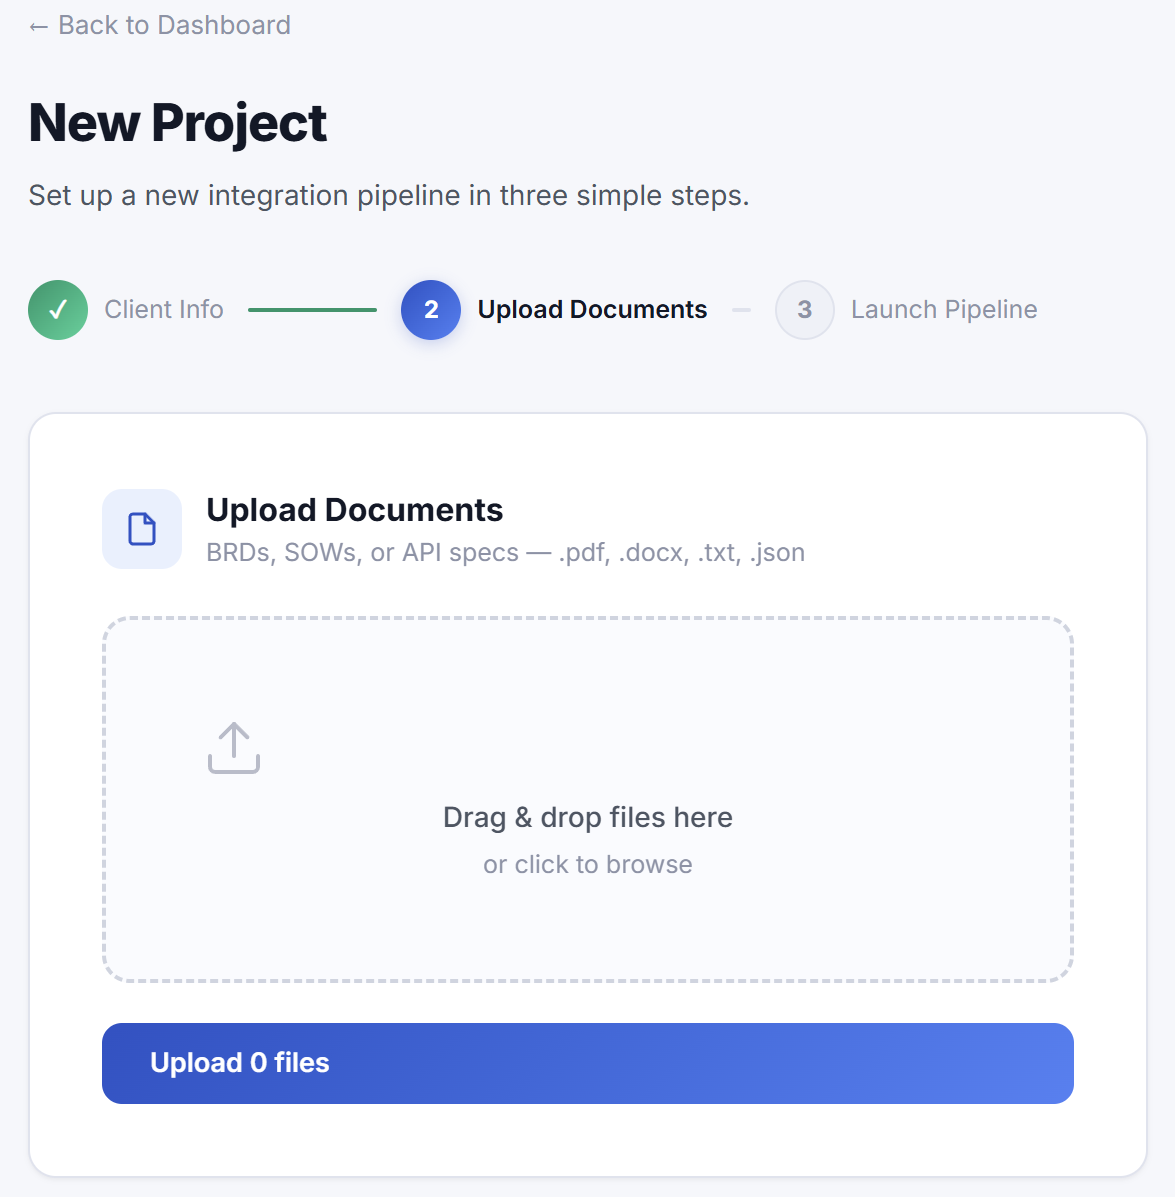 ← Back to Dashboard
New Project
Set up a new integration pipeline in three simple steps.
✓ Client Info 2 Upload Documents 3 Launch Pipeline
Upload Documents
BRDs, SOWs, or API specs — .pdf, .docx, .txt, .json
Drag & drop files here
or click to browse
Upload 0 files